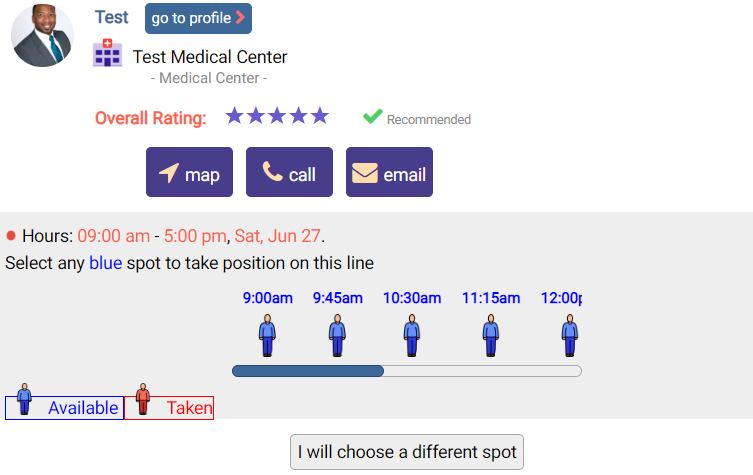 Test go to profile
Test Medical Center
- Medical Center -
Overall Rating: Recommended
map call email
Hours: 09:00 am - 5:00 pm, Sat, Jun 27.
Select any blue spot to take position on this line
9:00am 9:45am 10:30am 11:15am 12:00p
Available Taken
I will choose a different spot